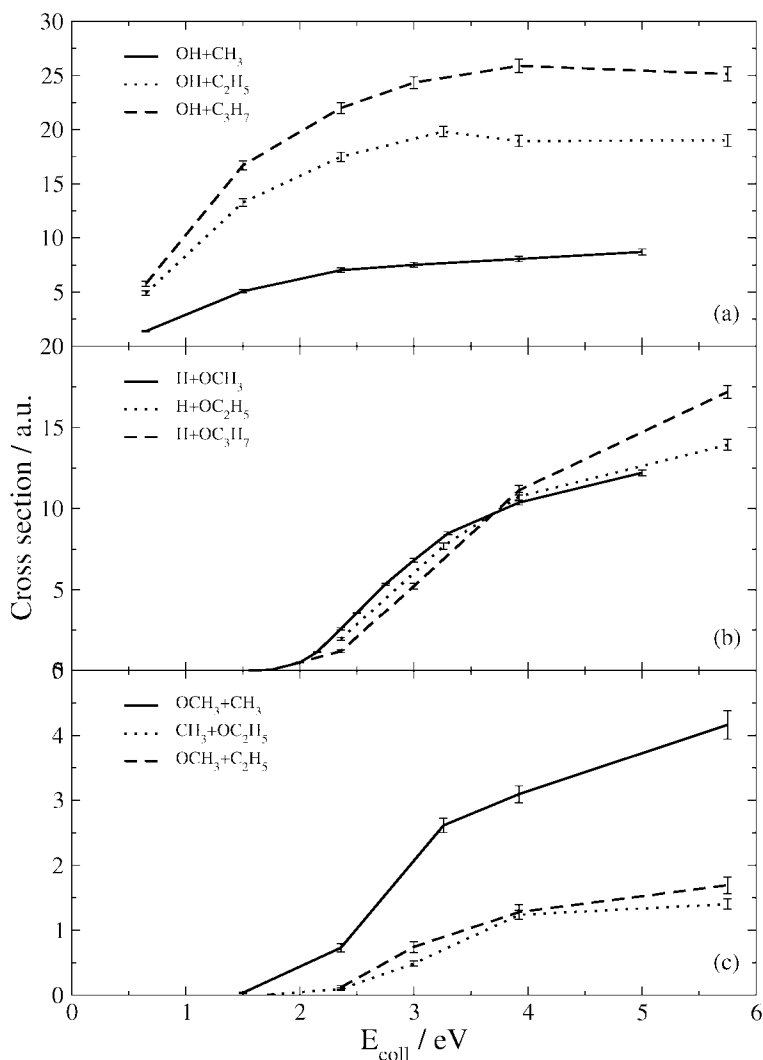 30
25
20
15
10
5
OH+CH₃
OH+C₂H₅
OH+C₃H₇
(a)
20
15
10
5
0
H+OCH₃
H+OC₂H₅
H+OC₃H₇
(b)
Cross section / a.u.
4
3
2
1
0
OCH₃+CH₃
CH₃+OC₂H₅
OCH₃+C₂H₅
(c)
0 1 2 3 4 5 6
E_coll / eV